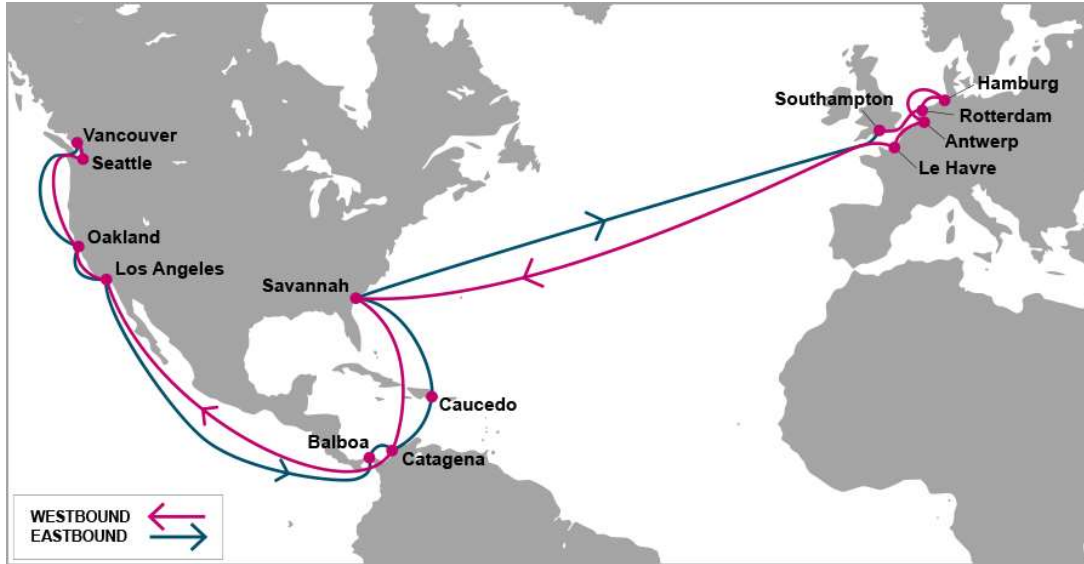 Hamburg
Southampton
Rotterdam
Antwerp
Le Havre
Vancouver
Seattle
Oakland
Los Angeles
Savannah
Caucedo
Balboa
Catagena
WESTBOUND
EASTBOUND